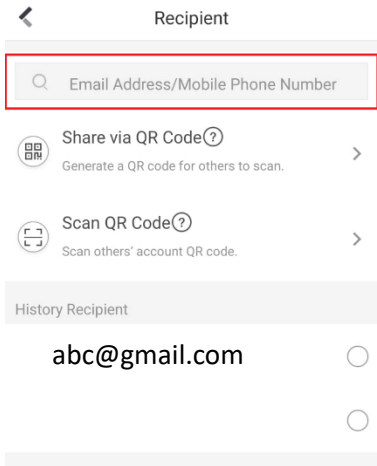 Recipient
Email Address/Mobile Phone Number
Share via QR Code?
Generate a QR code for others to scan.
Scan QR Code?
Scan others' account QR code.
History Recipient
abc@gmail.com